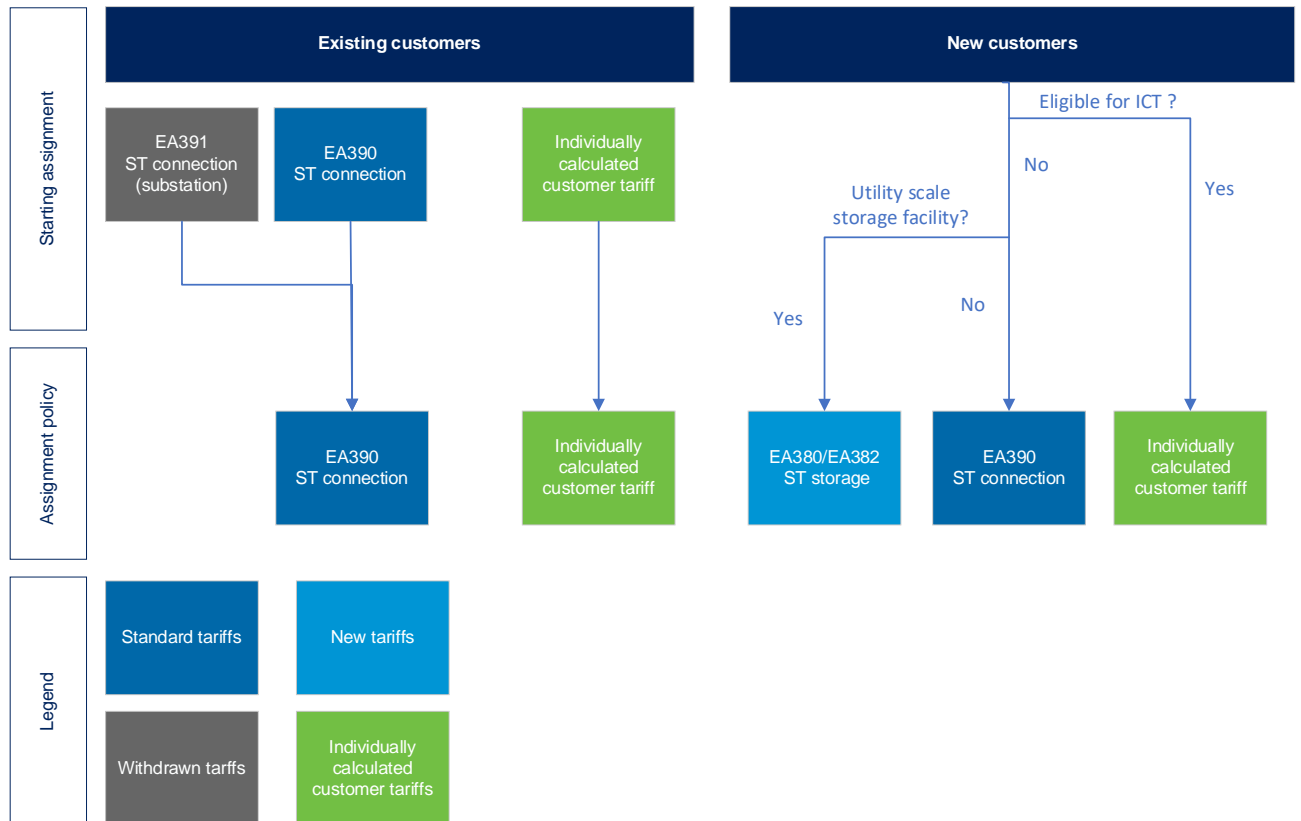 Existing customers
New customers
Starting assignment
EA391
ST connection
(substation)
EA390
ST connection
Individually
calculated
customer tariff
Eligible for ICT ?
No
Yes
Utility scale
storage facility?
Yes
No
Assignment policy
EA390
ST connection
Individually
calculated
customer tariff
EA380/EA382
ST storage
EA390
ST connection
Individually
calculated
customer tariff
Legend
Standard tariffs
New tariffs
Withdrawn tarffs
Individually
calculated
customer tariffs